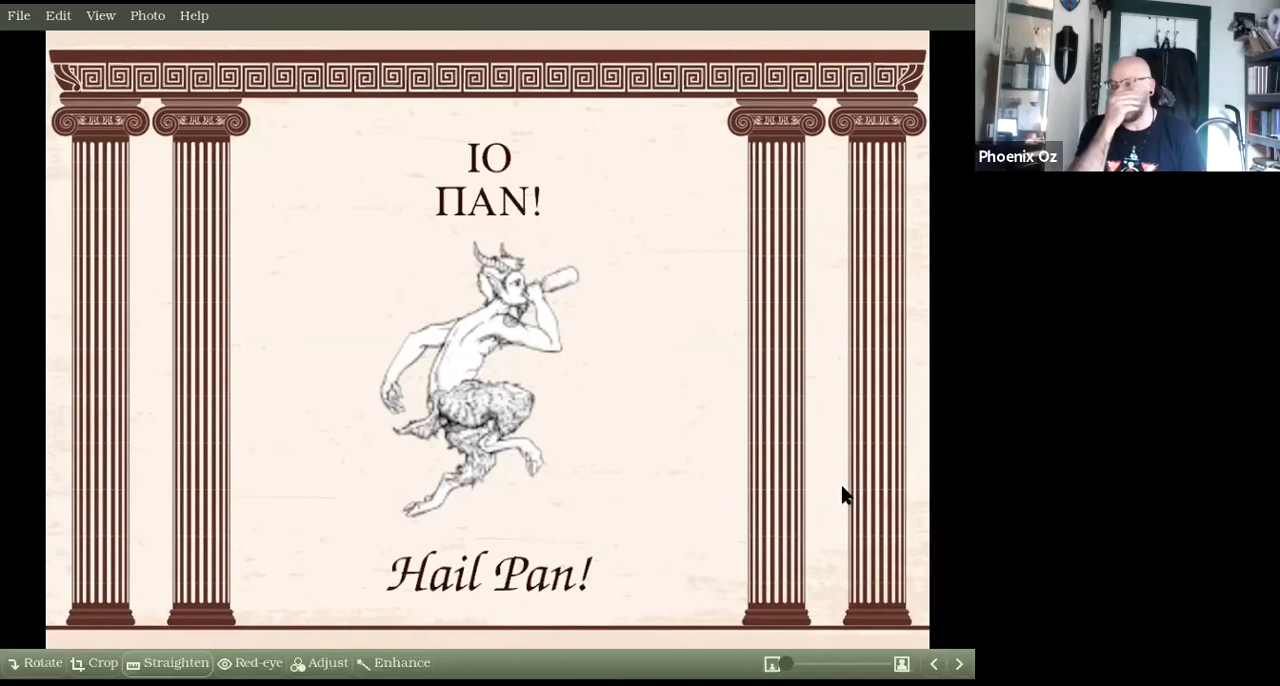 File Edit View Photo Help
ΙΟ
ΠΑΝ!
Hail Pan!
Rotate Crop Straighten Red-eye Adjust Enhance
Phoenix Oz